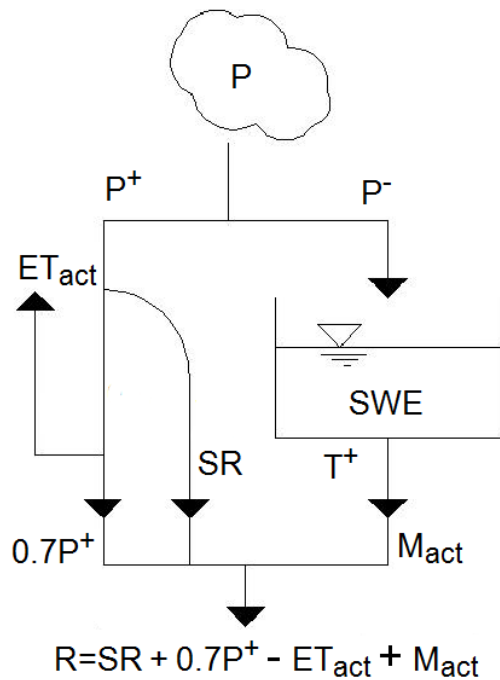 P
P⁺ P⁻
ETact
SWE
SR T⁺
0.7P⁺ Mact
R=SR + 0.7P⁺ - ETact + Mact